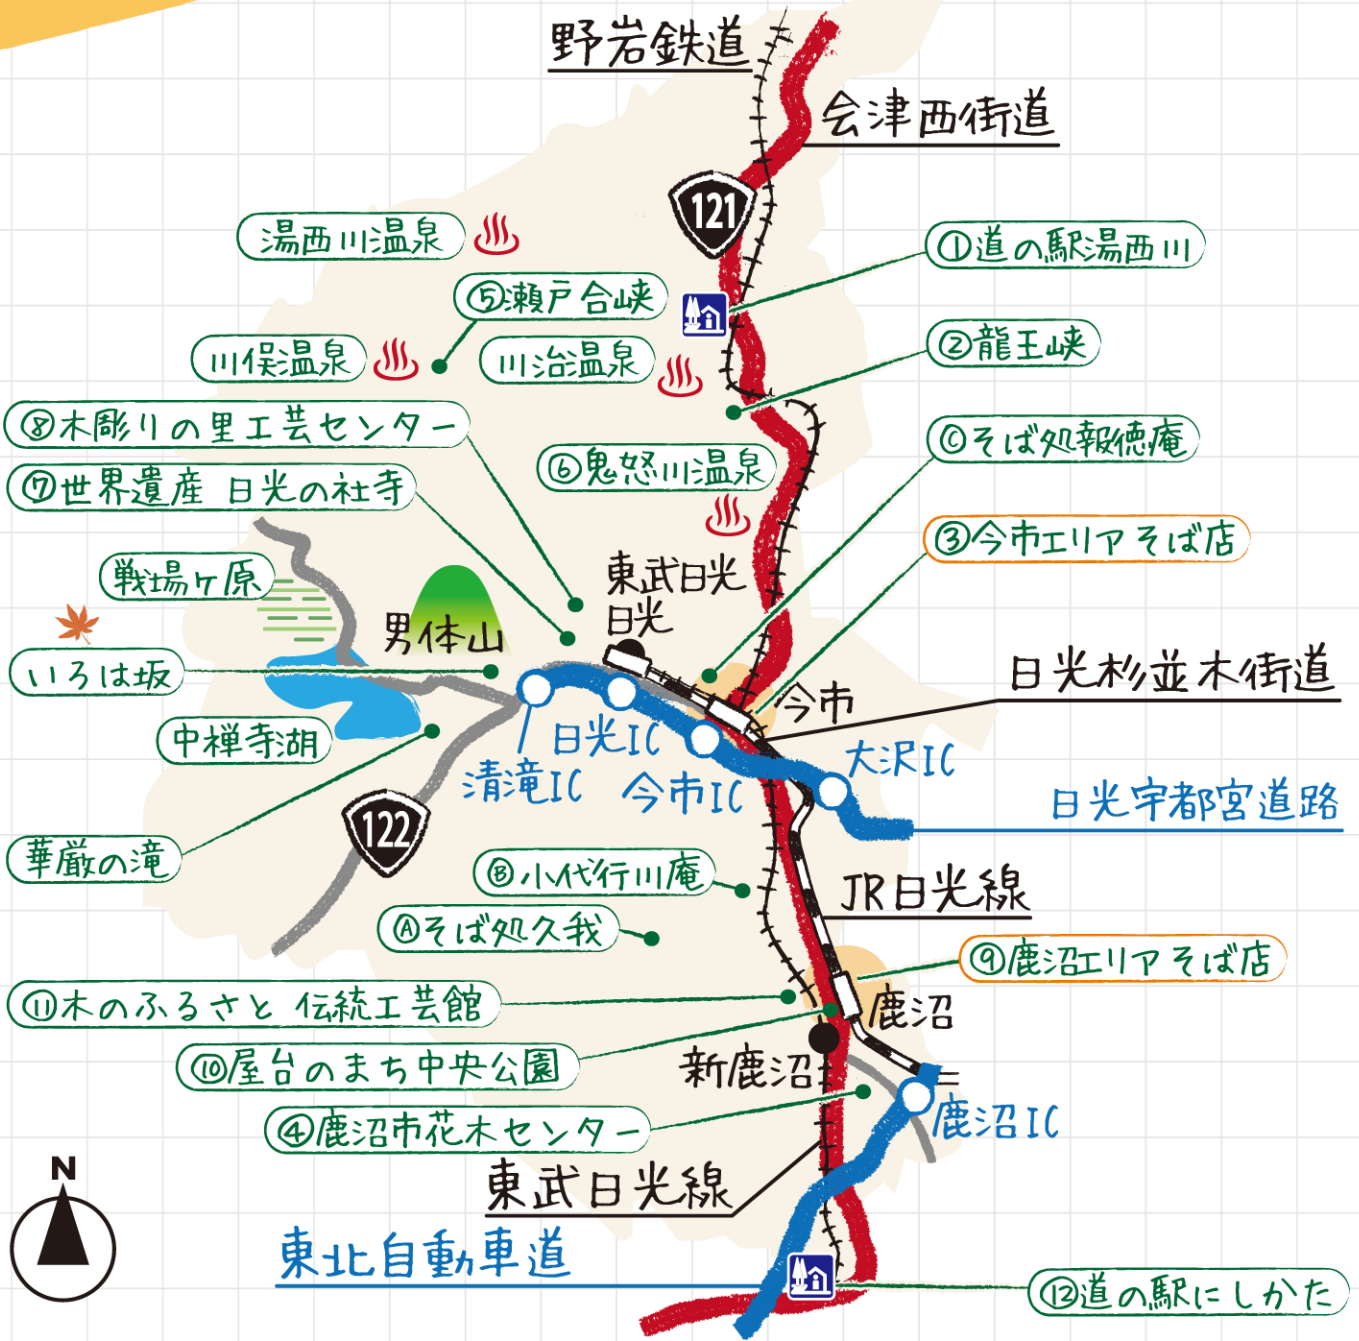 野岩鉄道
会津西街道
121
湯西川温泉
①道の駅湯西川
⑤瀬戸合峡
②龍王峡
川俣温泉
川治温泉
⑧木彫りの里工芸センター
Ⓒそば処報徳庵
⑥鬼怒川温泉
⑦世界遺産 日光の社寺
③今市エリアそば店
戦場ヶ原
東武日光
日光
男体山
いろは坂
日光杉並木街道
今市
中禅寺湖
日光IC
大沢IC
清滝IC
今市IC
日光宇都宮道路
122
華厳の滝
Ⓑ小代行川庵
JR日光線
Ⓐそば処久我
⑨鹿沼エリアそば店
⑪木のふるさと 伝統工芸館
鹿沼
⑩屋台のまち中央公園
新鹿沼
④鹿沼市花木センター
鹿沼IC
N
東武日光線
東北自動車道
⑫道の駅にしかた